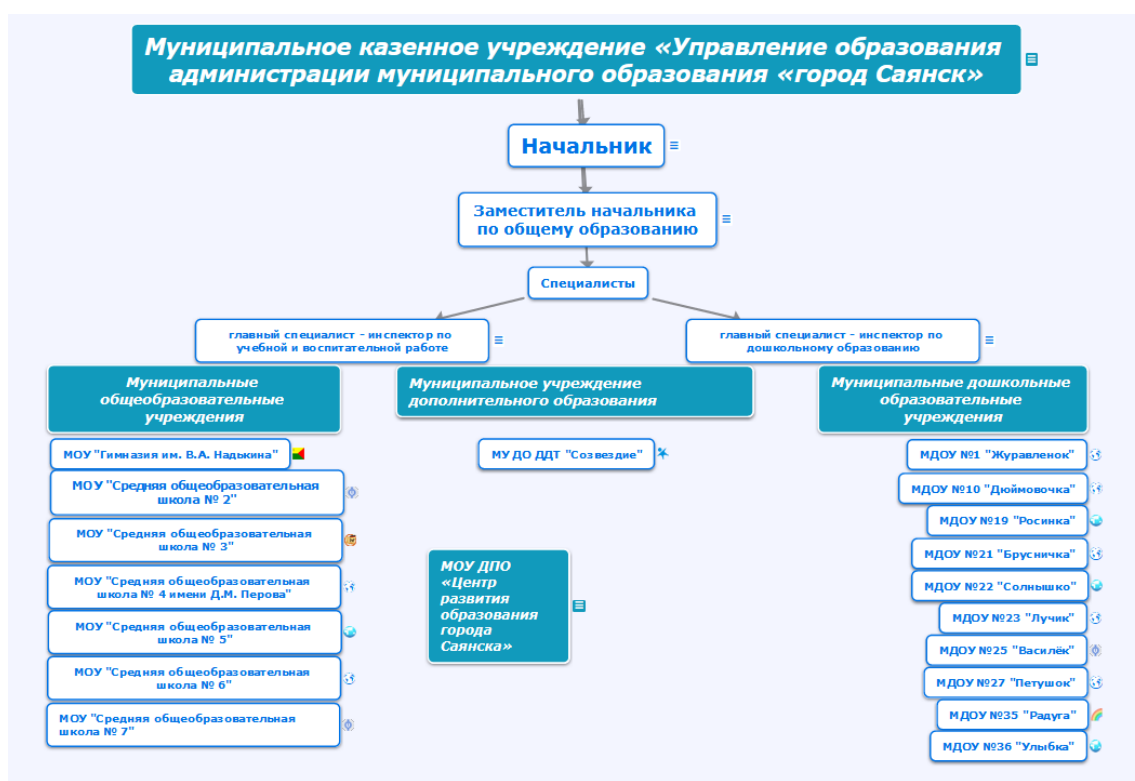 Муниципальное казенное учреждение «Управление образования
администрации муниципального образования «город Саянск»
Начальник
Заместитель начальника
по общему образованию
Специалисты
главный специалист - инспектор по
учебной и воспитательной работе
главный специалист - инспектор по
дошкольному образованию
Муниципальные
общеобразовательные
учреждения
МОУ "Гимназия им. В.А. Надькина"
МОУ "Средняя общеобразовательная
школа № 2"
МОУ "Средняя общеобразовательная
школа № 3"
МОУ "Средняя общеобразовательная
школа № 4 имени Д.М. Перова"
МОУ "Средняя общеобразовательная
школа № 5"
МОУ "Средняя общеобразовательная
школа № 6"
МОУ "Средняя общеобразовательная
школа № 7"
Муниципальное учреждение
дополнительного образования
МУ ДО ДДТ "Созвездие"
МОУ ДПО
«Центр
развития
образования
города
Саянска»
Муниципальные дошкольные
образовательные
учреждения
МДОУ №1 "Журавленок"
МДОУ №10 "Дюймовочка"
МДОУ №19 "Росинка"
МДОУ №21 "Брусничка"
МДОУ №22 "Солнышко"
МДОУ №23 "Лучик"
МДОУ №25 "Василёк"
МДОУ №27 "Петушок"
МДОУ №35 "Радуга"
МДОУ №36 "Улыбка"